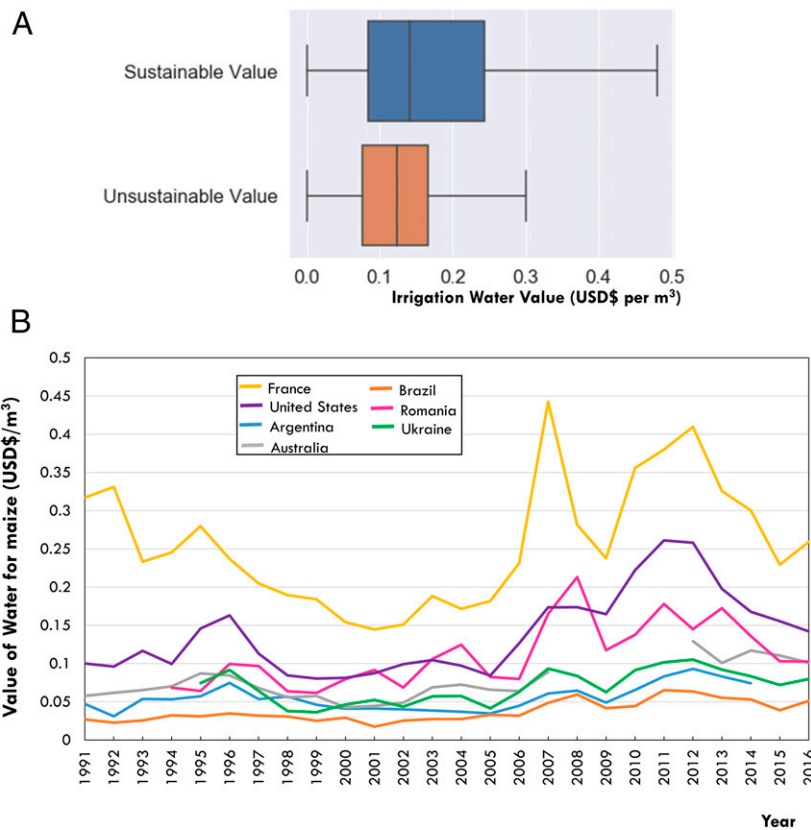 A
Sustainable Value
Unsustainable Value
0.0 0.1 0.2 0.3 0.4 0.5
Irrigation Water Value (USD$ per m³)
B
Value of Water for maize (USD$/m³)
0.5
0.45
0.4
0.35
0.3
0.25
0.2
0.15
0.1
0.05
0
France Brazil
United States Romania
Argentina Ukraine
Australia
1991 1992 1993 1994 1995 1996 1997 1998 1999 2000 2001 2002 2003 2004 2005 2006 2007 2008 2009 2010 2011 2012 2013 2014 2015 2016
Year